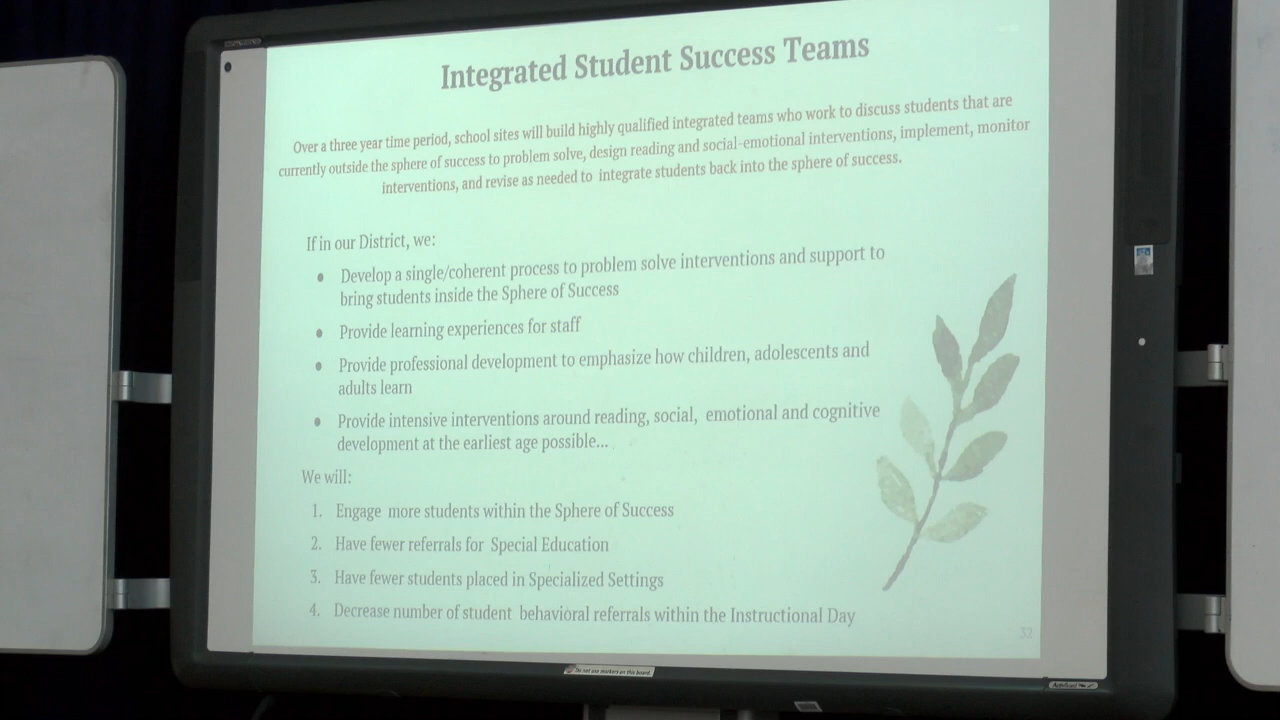 Integrated Student Success Teams
Over a three year time period, school sites will build highly qualified integrated teams who work to discuss students that are
currently outside the sphere of success to problem solve, design reading and social-emotional interventions, implement, monitor
interventions, and revise as needed to integrate students back into the sphere of success.
If in our District, we:
● Develop a single/coherent process to problem solve interventions and support to
bring students inside the Sphere of Success
● Provide learning experiences for staff
● Provide professional development to emphasize how children, adolescents and
adults learn
● Provide intensive interventions around reading, social, emotional and cognitive
development at the earliest age possible...
We will:
1. Engage more students within the Sphere of Success
2. Have fewer referrals for Special Education
3. Have fewer students placed in Specialized Settings
4. Decrease number of student behavioral referrals within the Instructional Day
32
Do not use markers on this board.